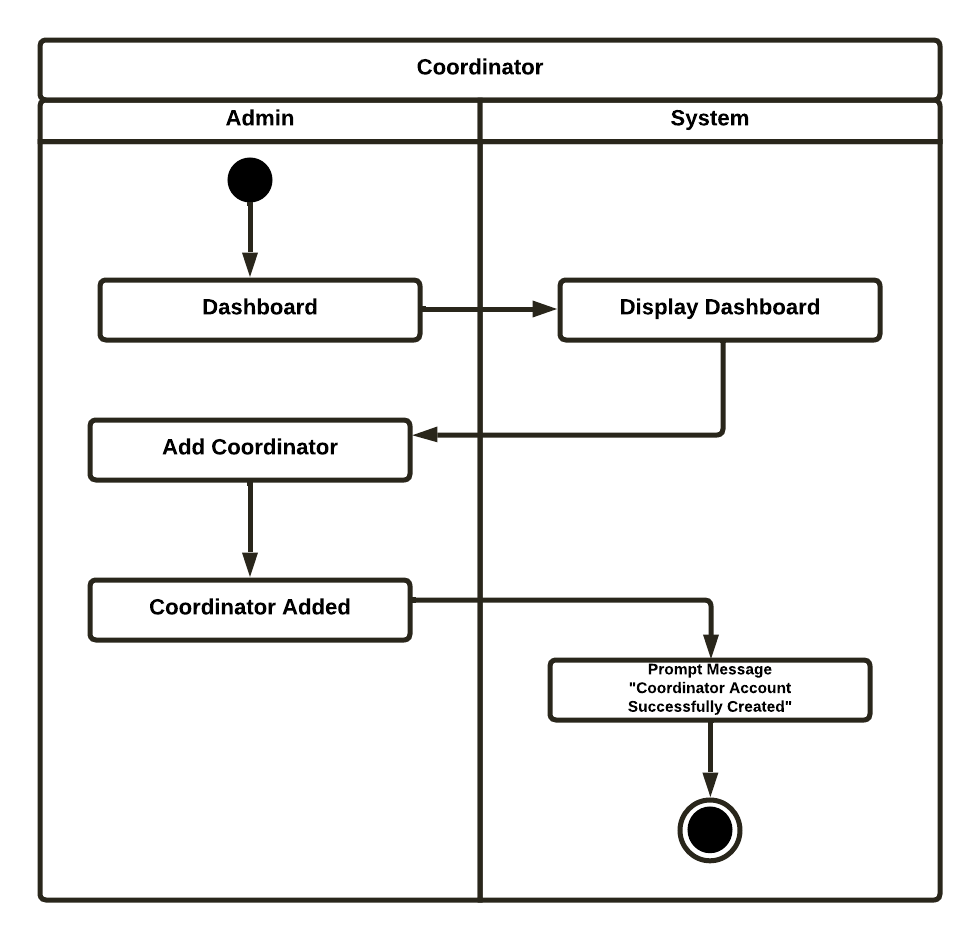 Coordinator
Admin
System
Dashboard
Display Dashboard
Add Coordinator
Coordinator Added
Prompt Message
"Coordinator Account
Successfully Created"